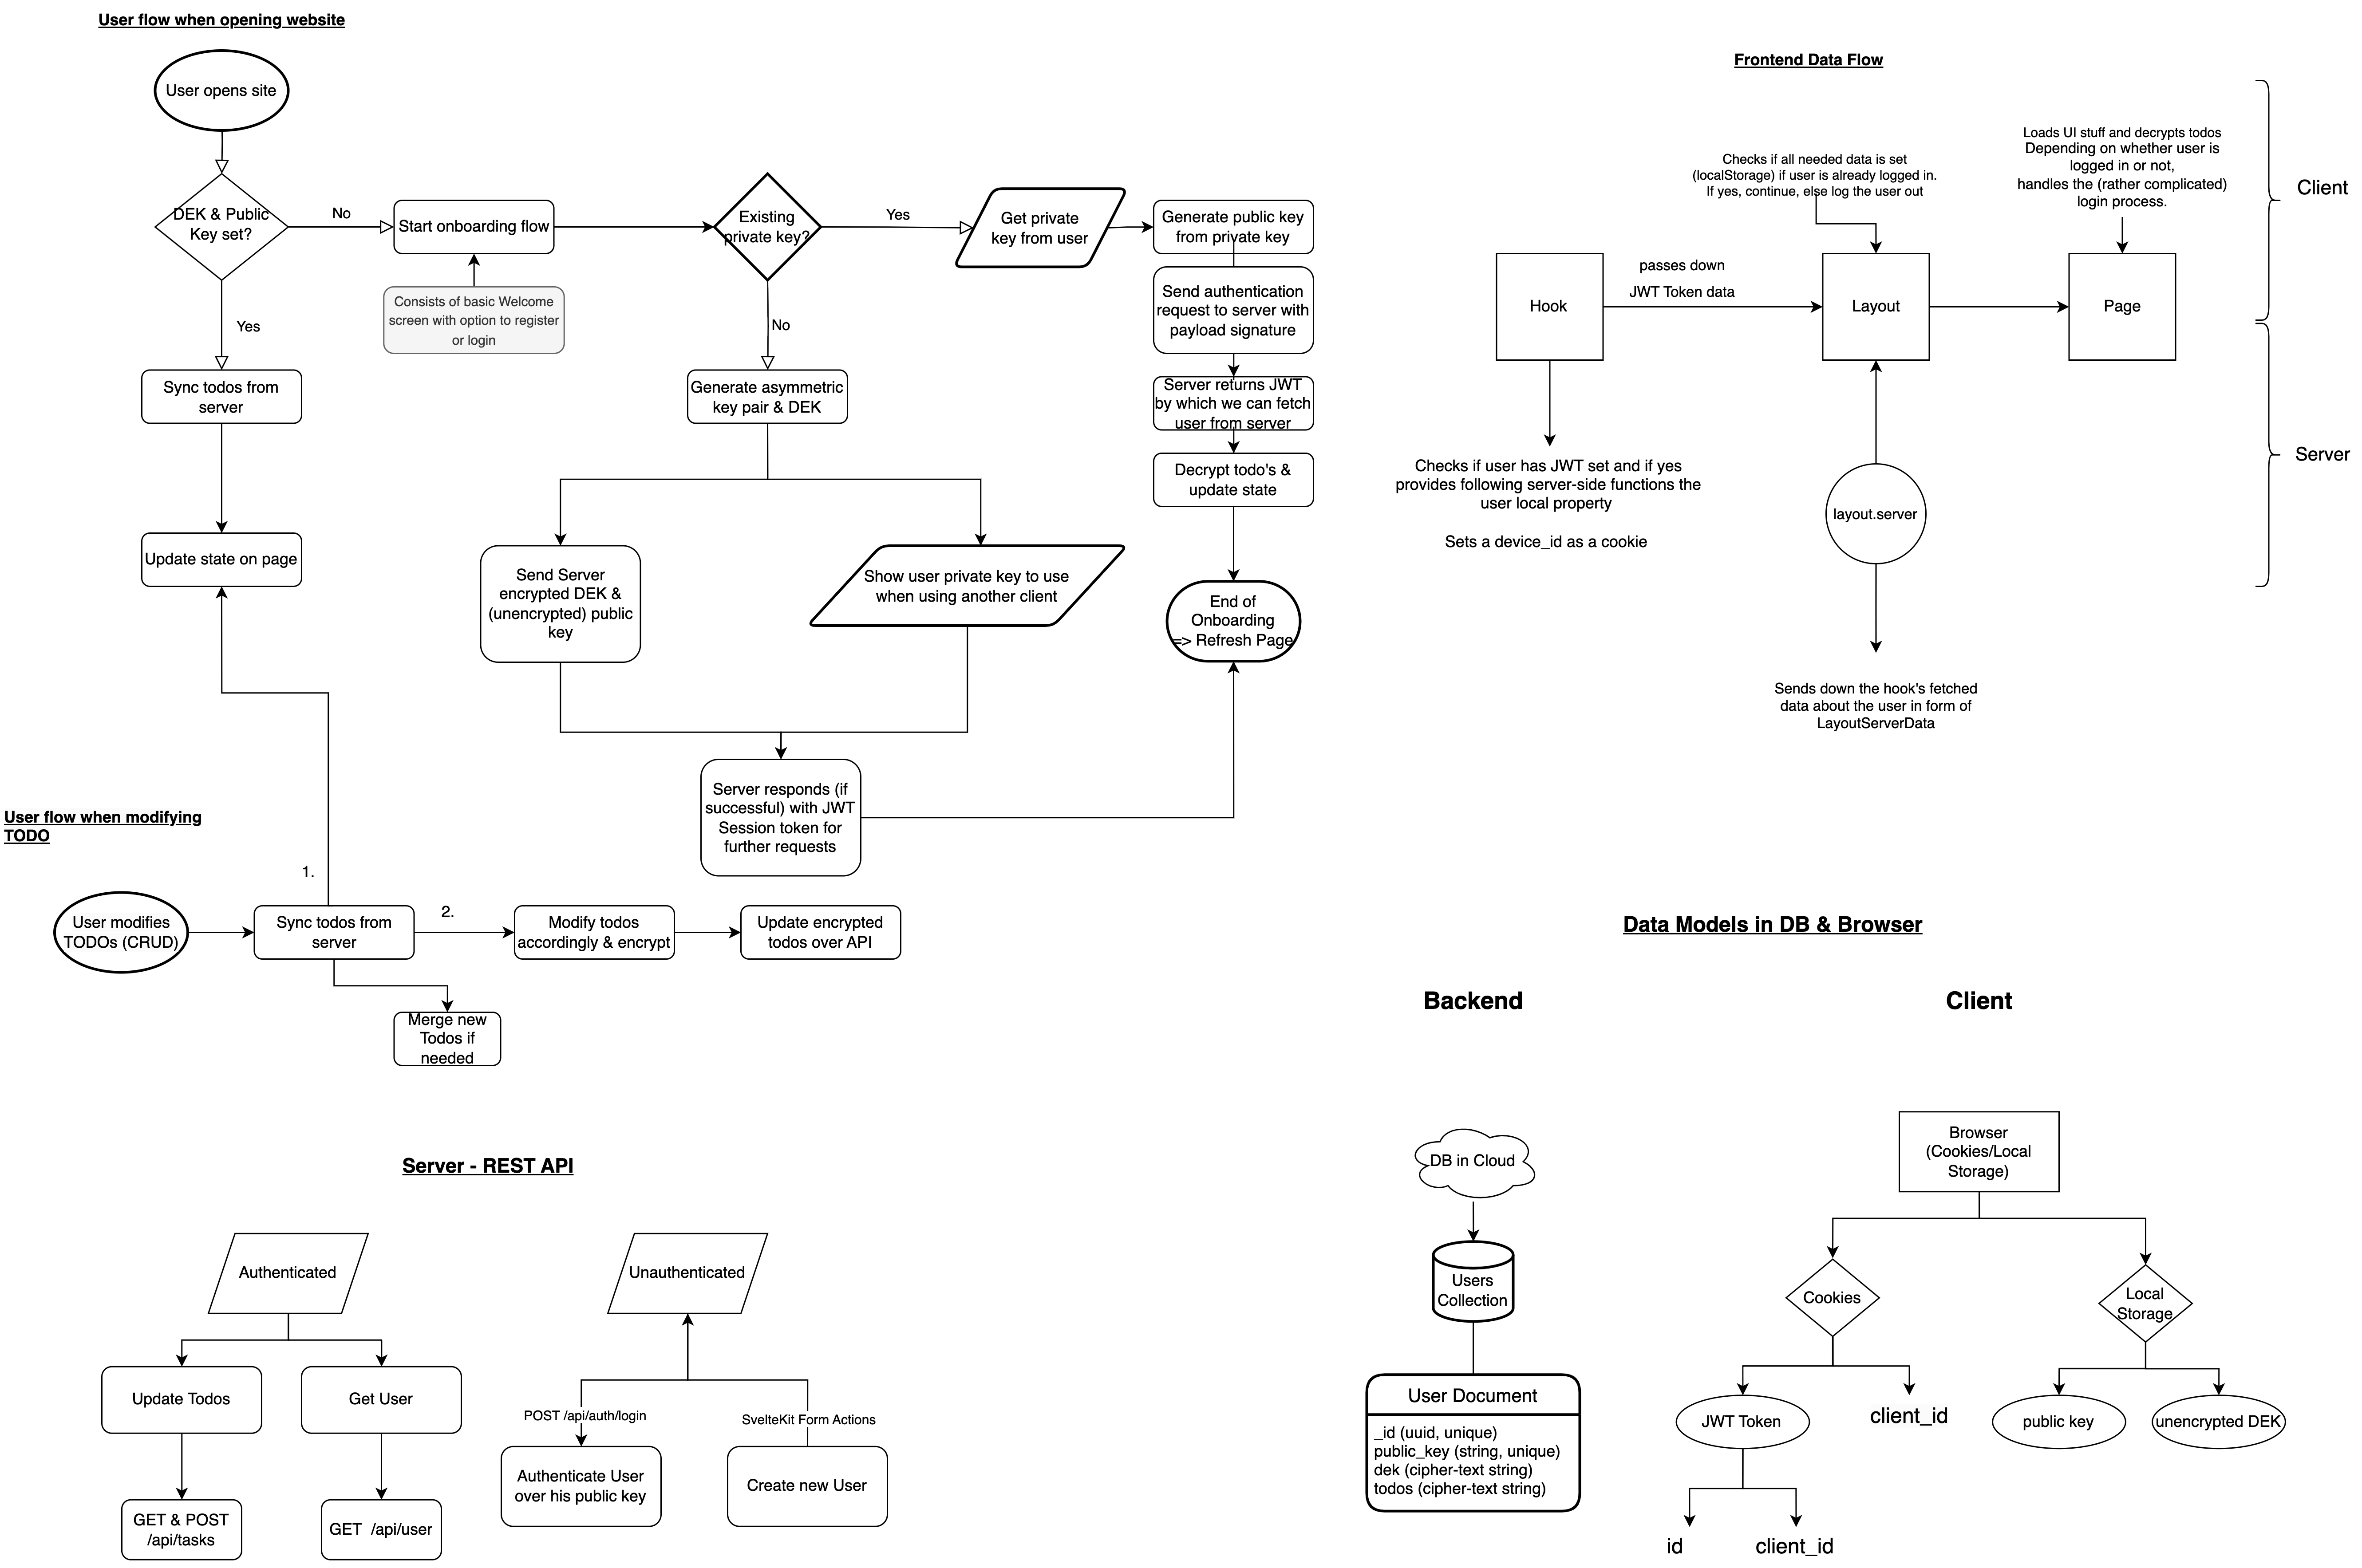 User flow when opening website
User opens site
DEK & Public
Key set?
No
Start onboarding flow
Consists of basic Welcome
screen with option to register
or login
Existing
private key?
Yes
Get private
key from user
Generate public key
from private key
Send authentication
request to server with
payload signature
Server returns JWT
by which we can fetch
user from server
Decrypt todo's &
update state
End of
Onboarding
=> Refresh Page
Yes
Sync todos from
server
Update state on page
No
Generate asymmetric
key pair & DEK
Send Server
encrypted DEK &
(unencrypted) public
key
Show user private key to use
when using another client
Server responds (if
successful) with JWT
Session token for
further requests
User flow when modifying
TODO
1.
User modifies
TODOs (CRUD)
Sync todos from
server
2.
Modify todos
accordingly & encrypt
Update encrypted
todos over API
Merge new
Todos if
needed
Frontend Data Flow
Checks if all needed data is set
(localStorage) if user is already logged in.
If yes, continue, else log the user out
Loads UI stuff and decrypts todos
Depending on whether user is
logged in or not,
handles the (rather complicated)
login process.
Client
Hook
passes down
JWT Token data
Layout
Page
Server
Checks if user has JWT set and if yes
provides following server-side functions the
user local property
Sets a device_id as a cookie
layout.server
Sends down the hook's fetched
data about the user in form of
LayoutServerData
Server - REST API
Authenticated
Update Todos
Get User
GET & POST
/api/tasks
GET /api/user
Unauthenticated
POST /api/auth/login
SvelteKit Form Actions
Authenticate User
over his public key
Create new User
Data Models in DB & Browser
Backend
Client
DB in Cloud
Users
Collection
User Document
_id (uuid, unique)
public_key (string, unique)
dek (cipher-text string)
todos (cipher-text string)
Browser
(Cookies/Local
Storage)
Cookies
Local
Storage
JWT Token
client_id
public key
unencrypted DEK
id
client_id